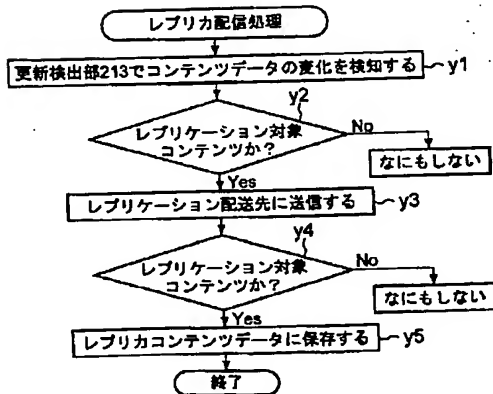 レプリカ配信処理
更新検出部213でコンテンツデータの変化を検知する
y1
y2
レプリケーション対象
コンテンツか?
No
なにもしない
Yes
レプリケーション配送先に送信する
y3
y4
レプリケーション対象
コンテンツか?
No
なにもしない
Yes
レプリカコンテンツデータに保存する
y5
終了